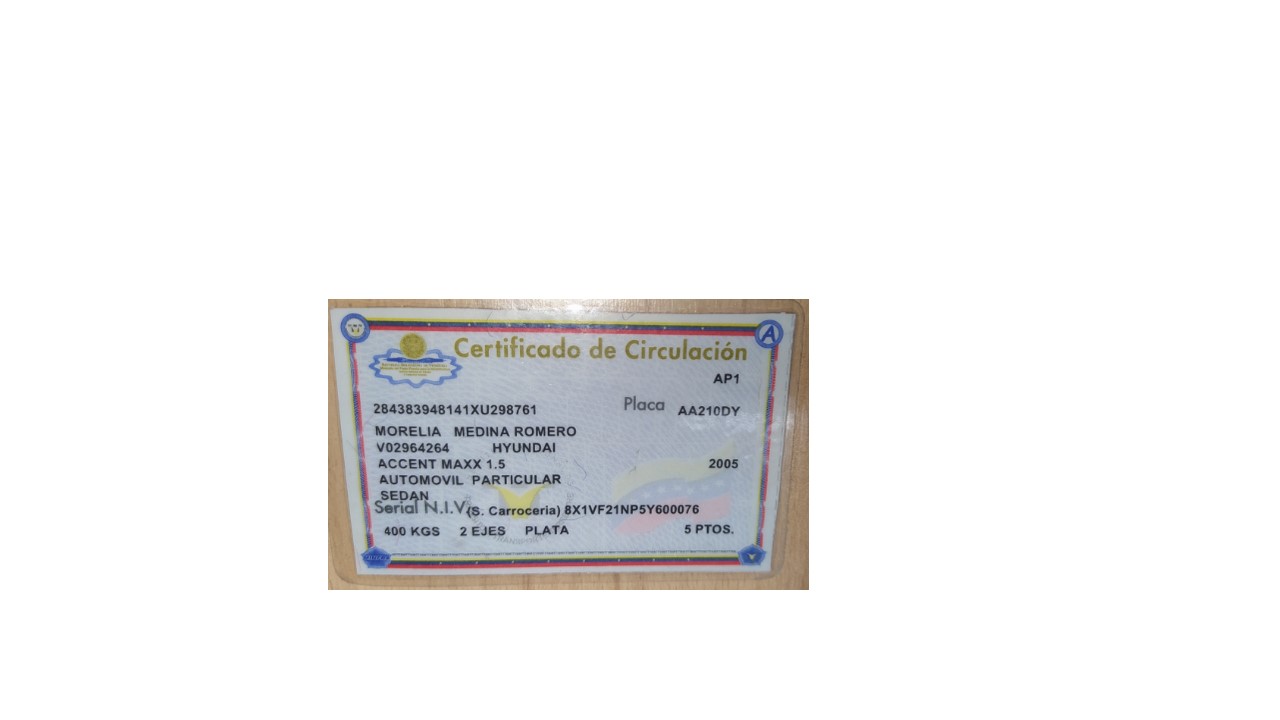 Certificado de Circulación
AP1
284383948141XU298761 Placa AA210DY
MORELIA MEDINA ROMERO
V02964264 HYUNDAI
ACCENT MAXX 1.5 2005
AUTOMOVIL PARTICULAR
SEDAN
Serial N.I.V. (S. Carroceria) 8X1VF21NP5Y600076
400 KGS 2 EJES PLATA 5 PTOS.
A